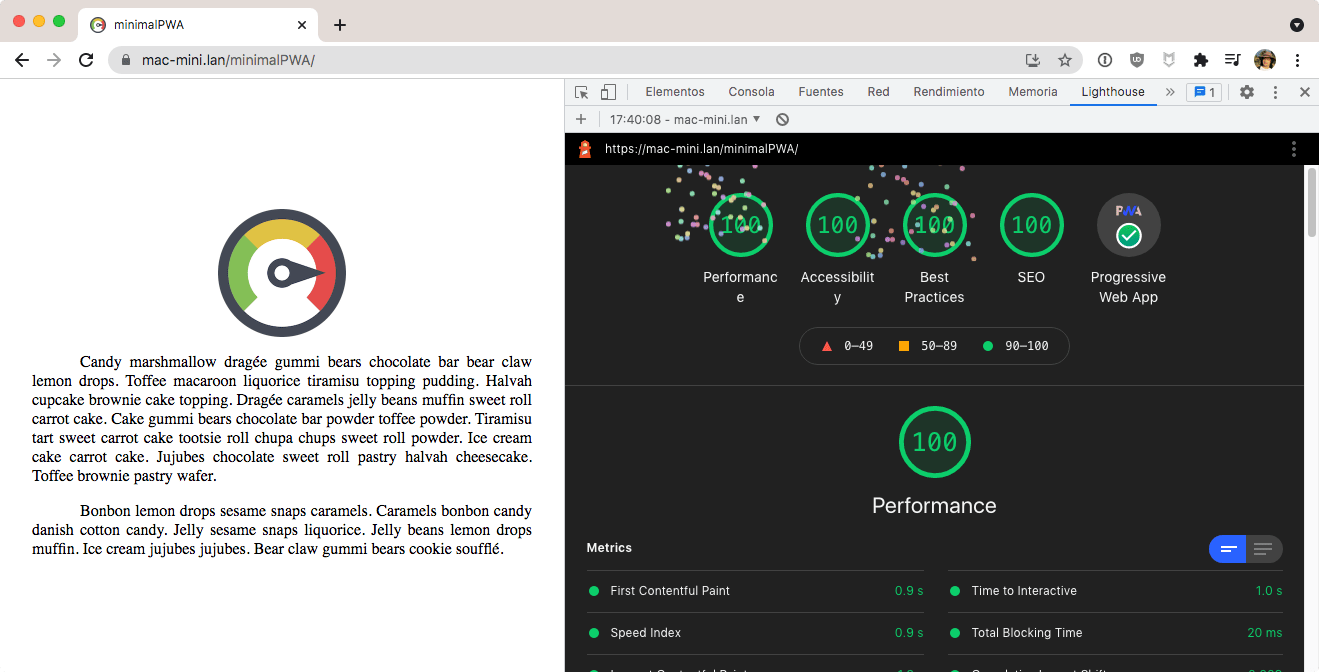 minimalPWA
mac-mini.lan/minimalPWA/
Candy marshmallow dragée gummi bears chocolate bar bear claw
lemon drops. Toffee macaroon liquorice tiramisu topping pudding. Halvah
cupcake brownie cake topping. Dragée caramels jelly beans muffin sweet roll
carrot cake. Cake gummi bears chocolate bar powder toffee powder. Tiramisu
tart sweet carrot cake tootsie roll chupa chups sweet roll powder. Ice cream
cake carrot cake. Jujubes chocolate sweet roll pastry halvah cheesecake.
Toffee brownie pastry wafer.
Bonbon lemon drops sesame snaps caramels. Caramels bonbon candy
danish cotton candy. Jelly sesame snaps liquorice. Jelly beans lemon drops
muffin. Ice cream jujubes jujubes. Bear claw gummi bears cookie soufflé.
Elementos Consola Fuentes Red Rendimiento Memoria Lighthouse » 1
17:40:08 - mac-mini.lan
https://mac-mini.lan/minimalPWA/
100 100 100 100 PWA
Performanc
e
Accessibilit
y
Best
Practices
SEO
Progressive
Web App
0–49 50–89 90–100
100
Performance
Metrics
First Contentful Paint 0.9 s
Time to Interactive 1.0 s
Speed Index 0.9 s
Total Blocking Time 20 ms